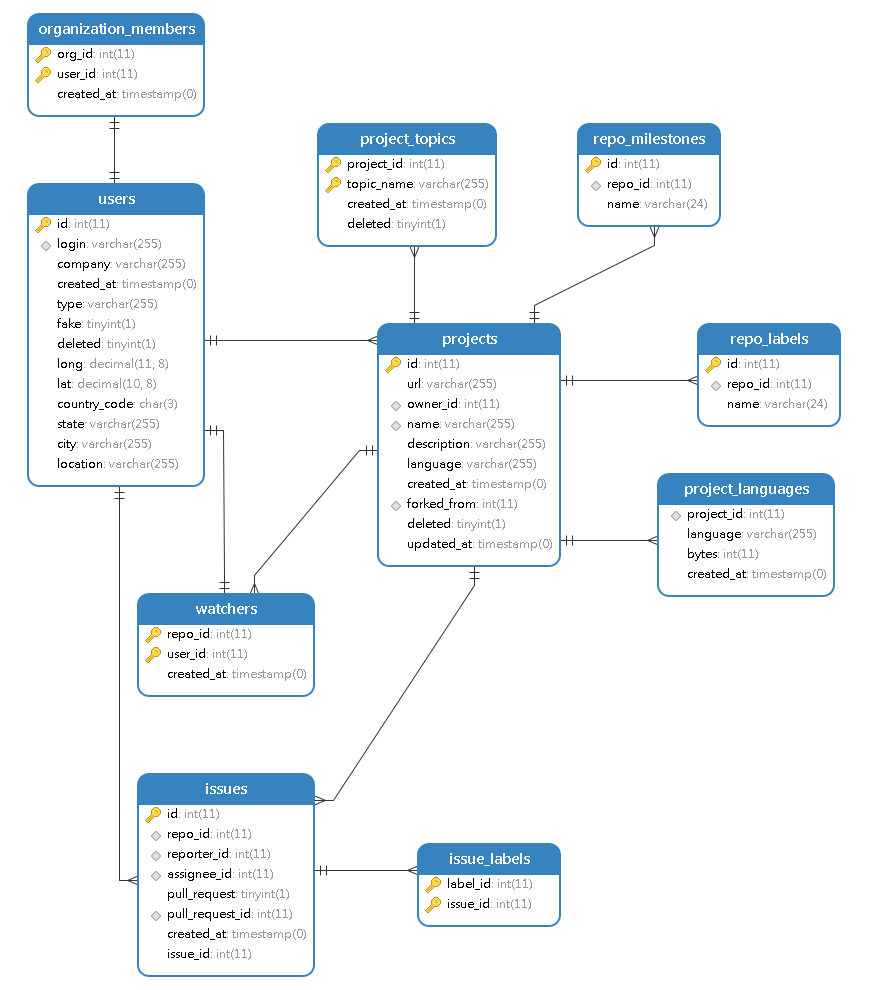 organization_members
org_id: int(11)
user_id: int(11)
created_at: timestamp(0)
users
id: int(11)
login: varchar(255)
company: varchar(255)
created_at: timestamp(0)
type: varchar(255)
fake: tinyint(1)
deleted: tinyint(1)
long: decimal(11, 8)
lat: decimal(10, 8)
country_code: char(3)
state: varchar(255)
city: varchar(255)
location: varchar(255)
project_topics
project_id: int(11)
topic_name: varchar(255)
created_at: timestamp(0)
deleted: tinyint(1)
repo_milestones
id: int(11)
repo_id: int(11)
name: varchar(24)
projects
id: int(11)
url: varchar(255)
owner_id: int(11)
name: varchar(255)
description: varchar(255)
language: varchar(255)
created_at: timestamp(0)
forked_from: int(11)
deleted: tinyint(1)
updated_at: timestamp(0)
repo_labels
id: int(11)
repo_id: int(11)
name: varchar(24)
project_languages
project_id: int(11)
language: varchar(255)
bytes: int(11)
created_at: timestamp(0)
watchers
repo_id: int(11)
user_id: int(11)
created_at: timestamp(0)
issues
id: int(11)
repo_id: int(11)
reporter_id: int(11)
assignee_id: int(11)
pull_request: tinyint(1)
pull_request_id: int(11)
created_at: timestamp(0)
issue_id: int(11)
issue_labels
label_id: int(11)
issue_id: int(11)